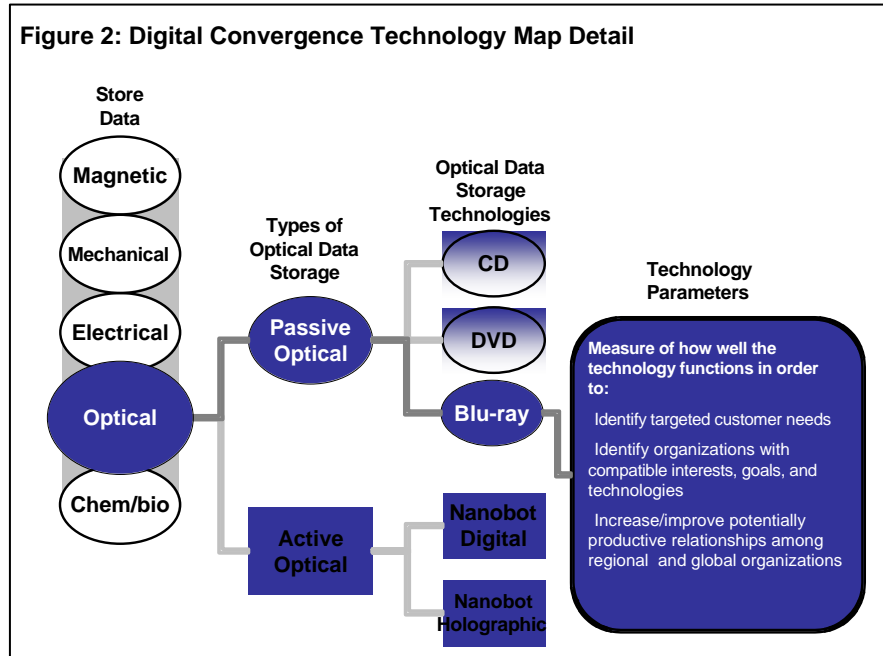 Figure 2: Digital Convergence Technology Map Detail
Store
Data
Magnetic
Mechanical
Electrical
Optical
Chem/bio
Types of
Optical Data
Storage
Passive
Optical
Active
Optical
Optical Data
Storage
Technologies
CD
DVD
Blu-ray
Nanobot
Digital
Nanobot
Holographic
Technology
Parameters
Measure of how well the
technology functions in order
to:
Identify targeted customer needs
Identify organizations with
compatible interests, goals, and
technologies
Increase/improve potentially
productive relationships among
regional and global organizations